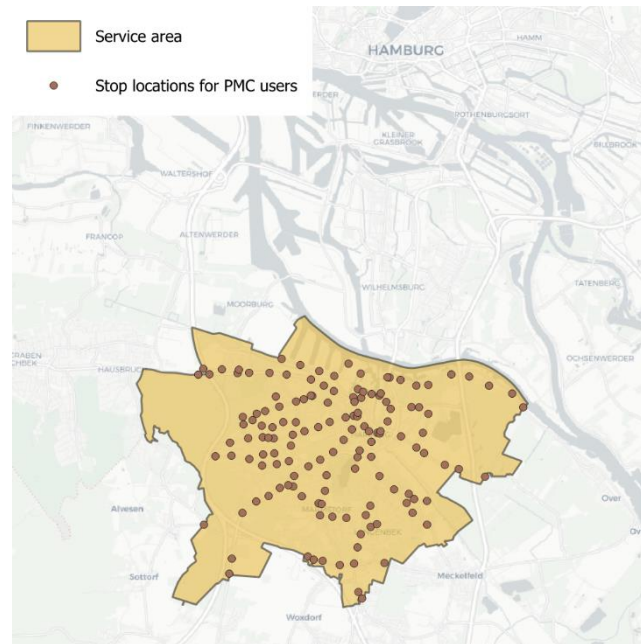 Service area
Stop locations for PMC users
HAMBURG
HAMM
ROTHENBURGSORT
KLEINER
GRASBROOK
BILLBROOK
FINKENWERDER
WALTERSHOF
FRANCOP
ALTENWERDER
TATENBERG
MOORBURG
WILHELMSBURG
OCHSENWERDER
HAUSBRUCH
Over
Alvesen
Meckelfeld
Sottorf
Woxdorf